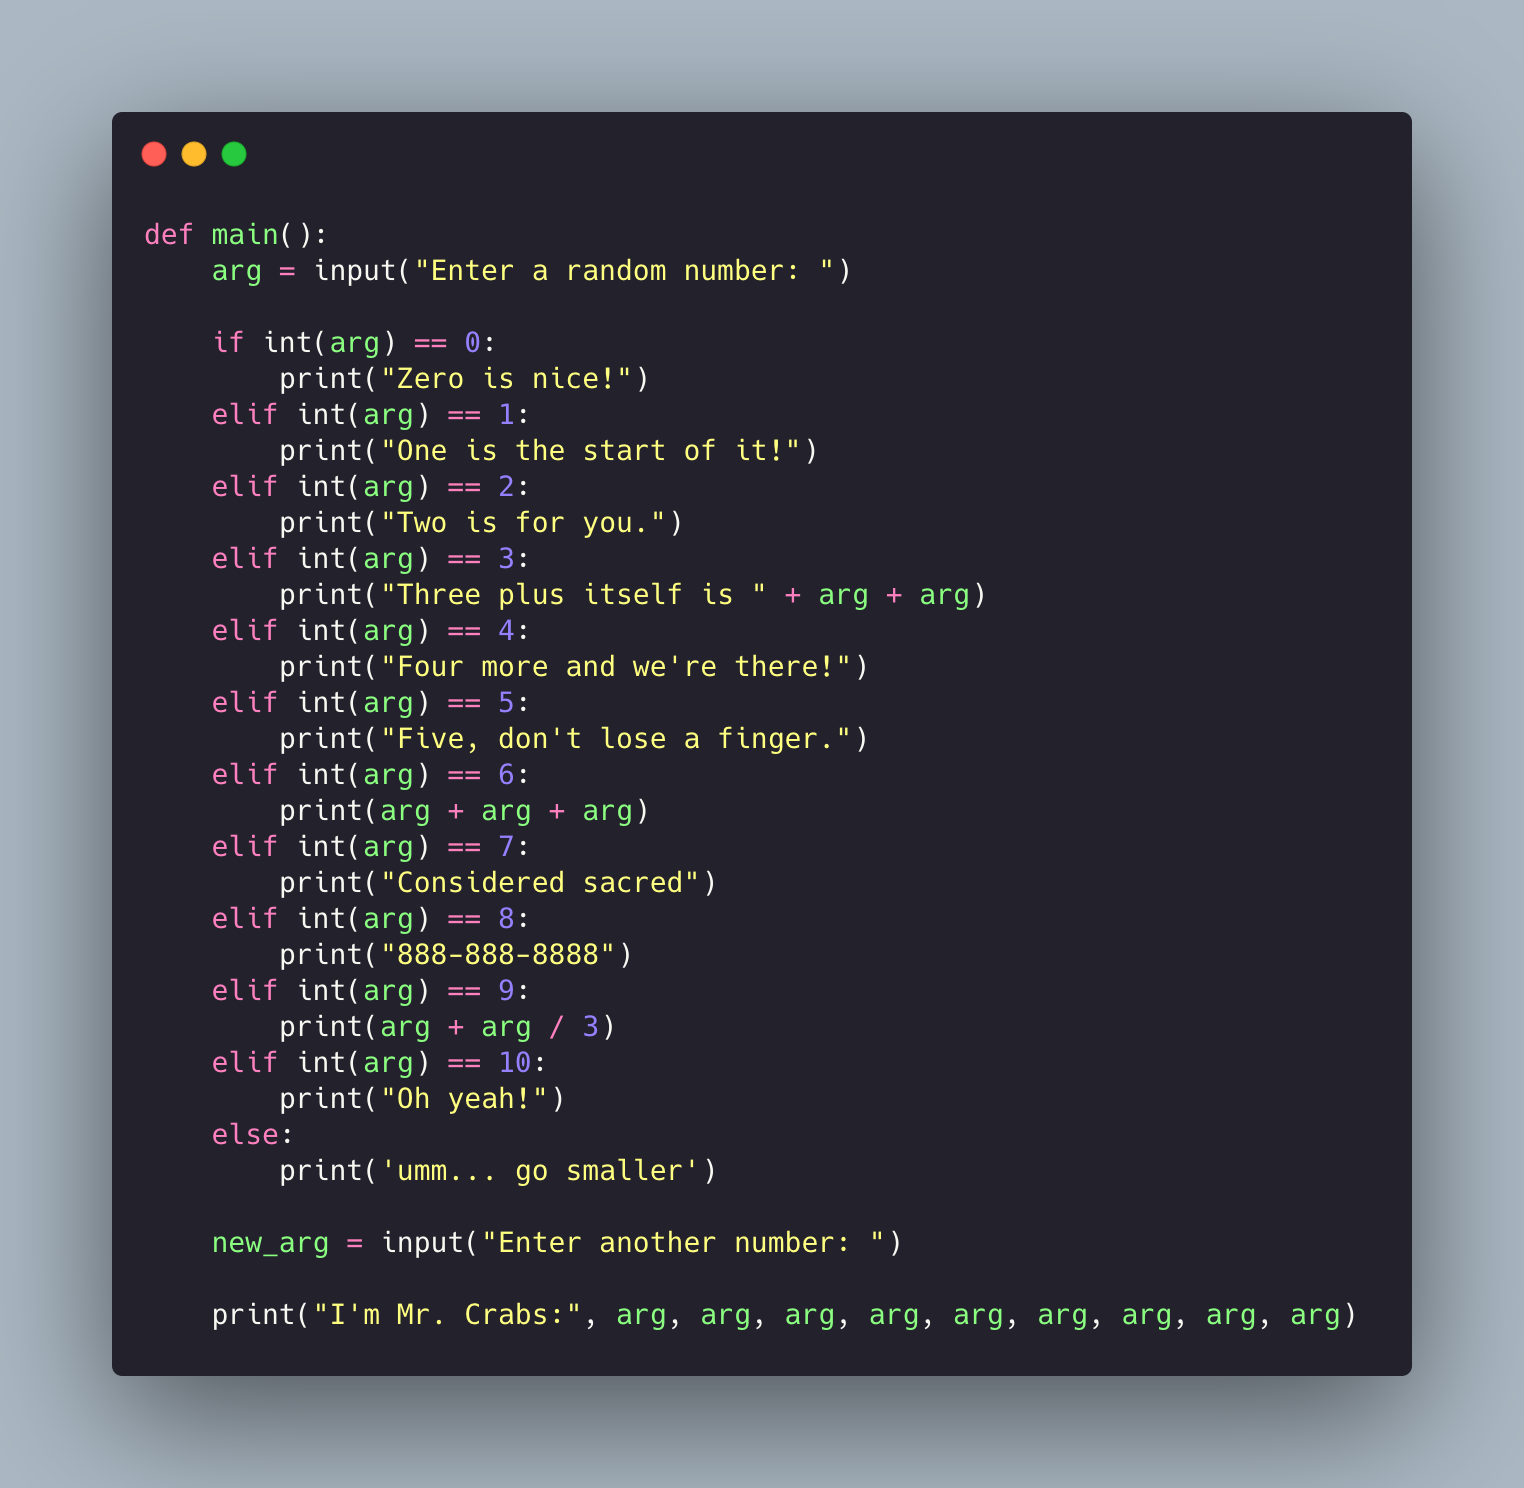 def main():
    arg = input("Enter a random number: ")

    if int(arg) == 0:
        print("Zero is nice!")
    elif int(arg) == 1:
        print("One is the start of it!")
    elif int(arg) == 2:
        print("Two is for you.")
    elif int(arg) == 3:
        print("Three plus itself is " + arg + arg)
    elif int(arg) == 4:
        print("Four more and we're there!")
    elif int(arg) == 5:
        print("Five, don't lose a finger.")
    elif int(arg) == 6:
        print(arg + arg + arg)
    elif int(arg) == 7:
        print("Considered sacred")
    elif int(arg) == 8:
        print("888-888-8888")
    elif int(arg) == 9:
        print(arg + arg / 3)
    elif int(arg) == 10:
        print("Oh yeah!")
    else:
        print('umm... go smaller')

    new_arg = input("Enter another number: ")

    print("I'm Mr. Crabs:", arg, arg, arg, arg, arg, arg, arg, arg, arg)